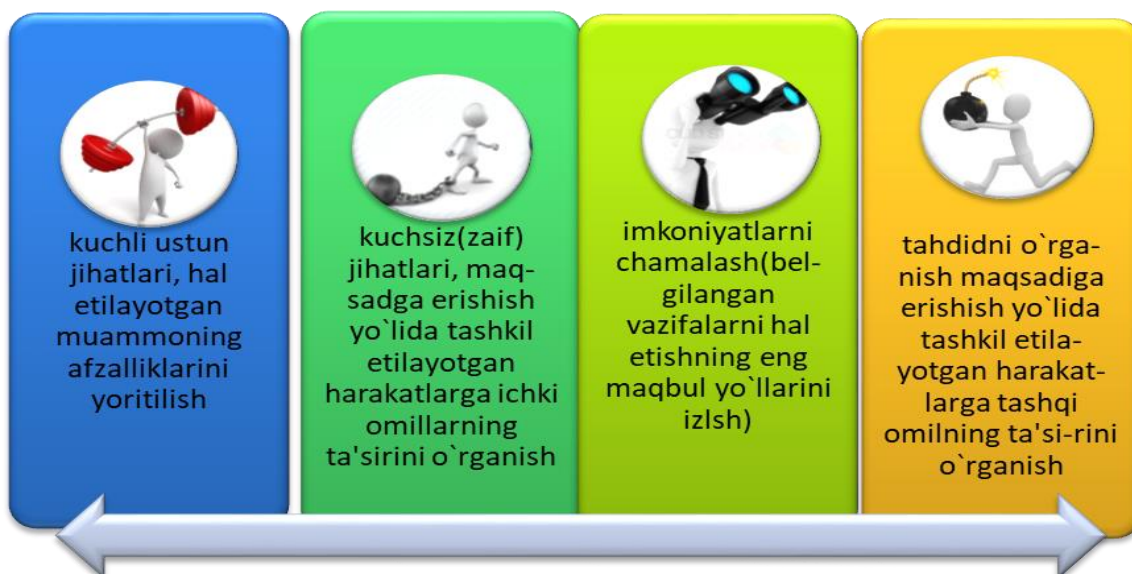 kuchli ustun
jihatlari, hal
etilayotgan
muammoning
afzalliklarini
yoritilish
kuchsiz(zaif)
jihatlari, maq-
sadga erishish
yo`lida tashkil
etilayotgan
harakatlarga ichki
omillarning
ta'sirini o`rganish
imkoniyatlarni
chamalash(bel-
gilangan
vazifalarni hal
etishning eng
maqbul yo`llarini
izlsh)
tahdidni o`rga-
nish maqsadiga
erishish yo`lida
tashkil etila-
yotgan harakat-
larga tashqi
omilning ta'si-rini
o`rganish